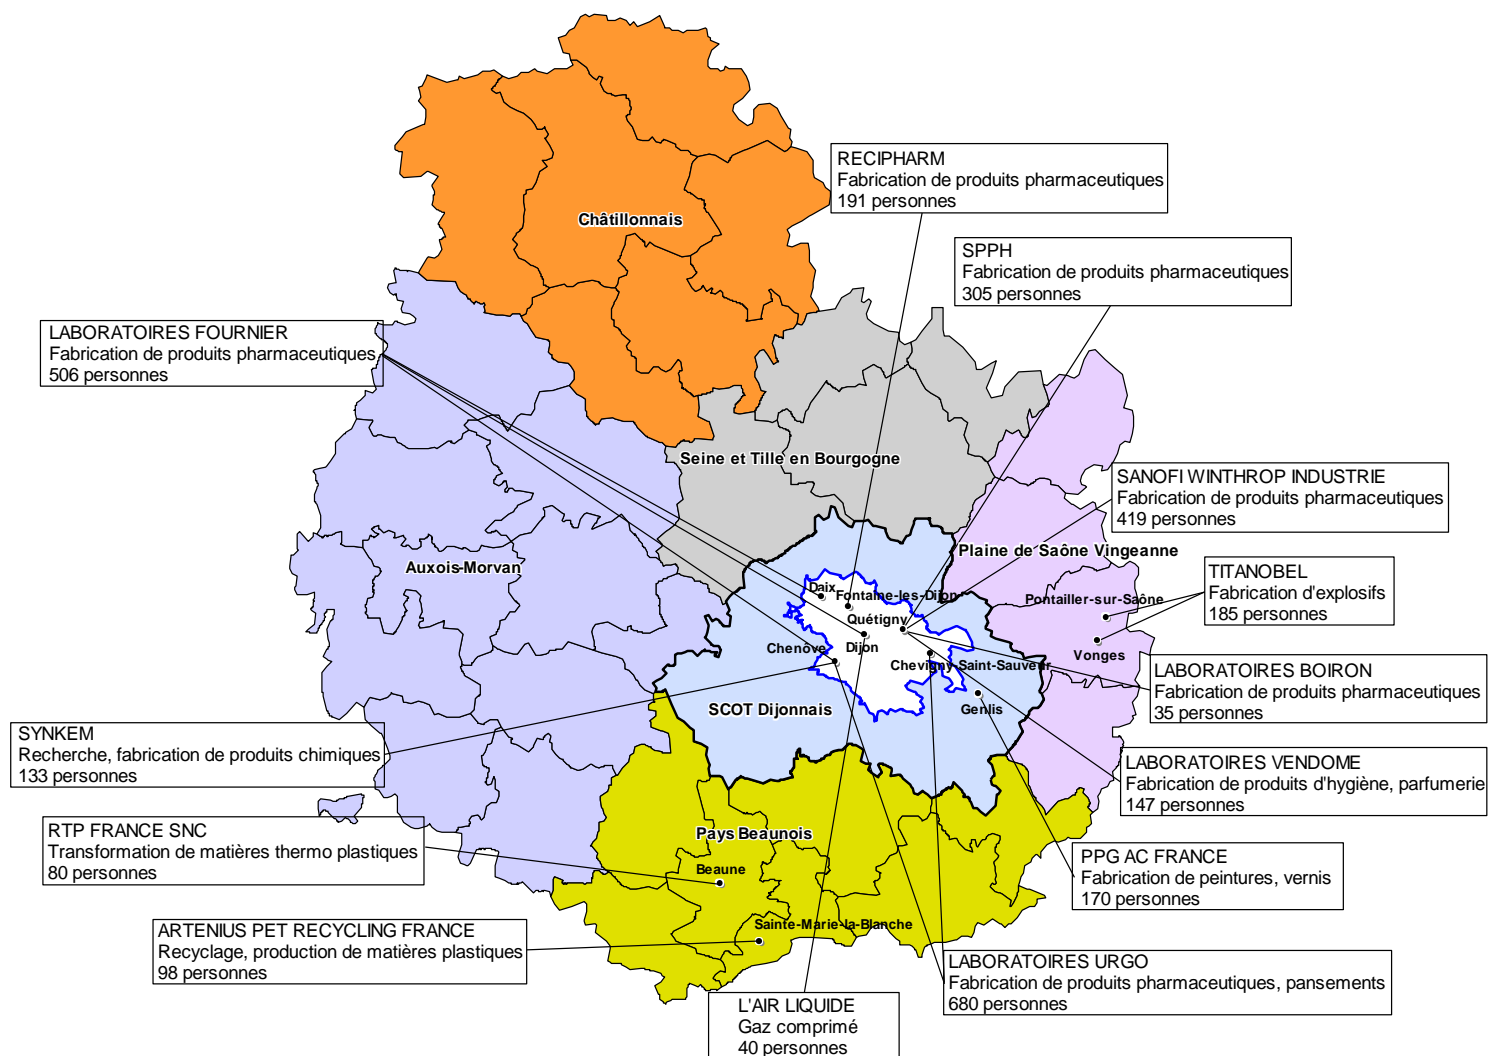 RECIPHARM
Fabrication de produits pharmaceutiques
191 personnes
Châtillonnais
SPPH
Fabrication de produits pharmaceutiques
305 personnes
LABORATOIRES FOURNIER
Fabrication de produits pharmaceutiques
506 personnes
Seine et Tille en Bourgogne
SANOFI WINTHROP INDUSTRIE
Fabrication de produits pharmaceutiques
419 personnes
Plaine de Saône Vingeanne
Auxois-Morvan
TITANOBEL
Fabrication d'explosifs
185 personnes
Daix
Fontaine-les-Dijon
Pontailler-sur-Saône
Quétigny
Dijon
Chenôve
Vonges
Chevigny-Saint-Sauveur
LABORATOIRES BOIRON
Fabrication de produits pharmaceutiques
35 personnes
SCOT Dijonnais
Genlis
SYNKEM
Recherche, fabrication de produits chimiques
133 personnes
LABORATOIRES VENDOME
Fabrication de produits d'hygiène, parfumerie
147 personnes
RTP FRANCE SNC
Transformation de matières thermo plastiques
80 personnes
Pays Beaunois
Beaune
PPG AC FRANCE
Fabrication de peintures, vernis
170 personnes
ARTENIUS PET RECYCLING FRANCE
Recyclage, production de matières plastiques
98 personnes
Sainte-Marie-la-Blanche
LABORATOIRES URGO
Fabrication de produits pharmaceutiques, pansements
680 personnes
L'AIR LIQUIDE
Gaz comprimé
40 personnes